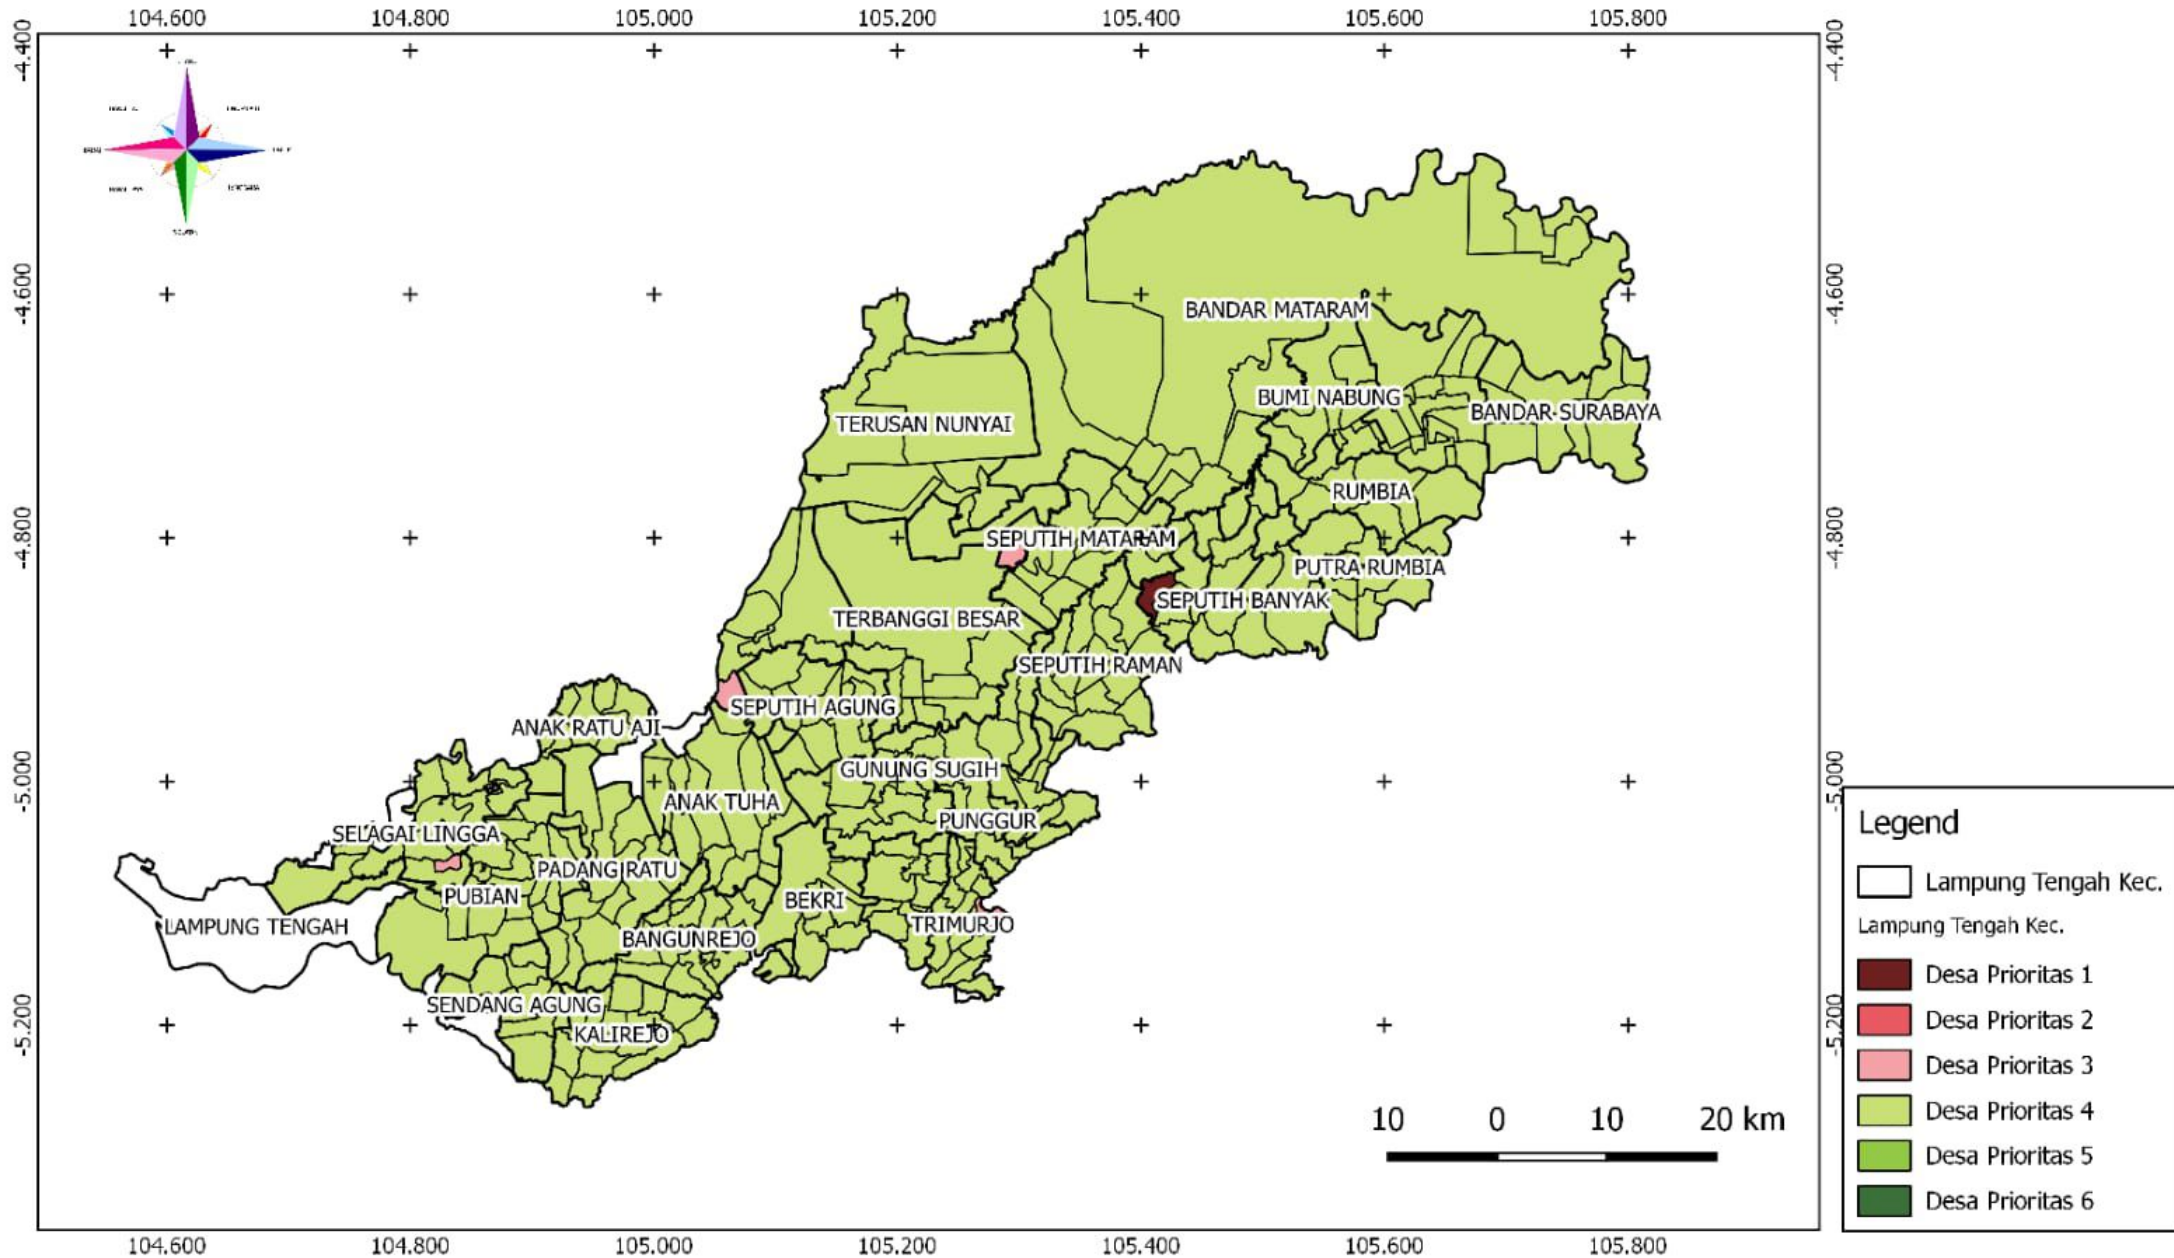 104.600 104.800 105.000 105.200 105.400 105.600 105.800
-4.400 -4.400
-4.600 -4.600
BANDAR MATARAM
BUMI NABUNG
BANDAR SURABAYA
TERUSAN NUNYAI
RUMBIA
-4.800 -4.800
SEPUTIH MATARAM
PUTRA RUMBIA
SEPUTIH BANYAK
TERBANGGI BESAR
SEPUTIH RAMAN
SEPUTIH AGUNG
ANAK RATU AJI
-5.000 -5.000
GUNUNG SUGIH
ANAK TUHA
PUNGGUR
SELAGAI LINGGA
PADANG RATU
PUBIAN
BEKRI
LAMPUNG TENGAH
TRIMURJO
BANGUNREJO
SENDANG AGUNG
KALIREJO
-5.200 -5.200
10 0 10 20 km
Legend
Lampung Tengah Kec.
Lampung Tengah Kec.
Desa Prioritas 1
Desa Prioritas 2
Desa Prioritas 3
Desa Prioritas 4
Desa Prioritas 5
Desa Prioritas 6
104.600 104.800 105.000 105.200 105.400 105.600 105.800